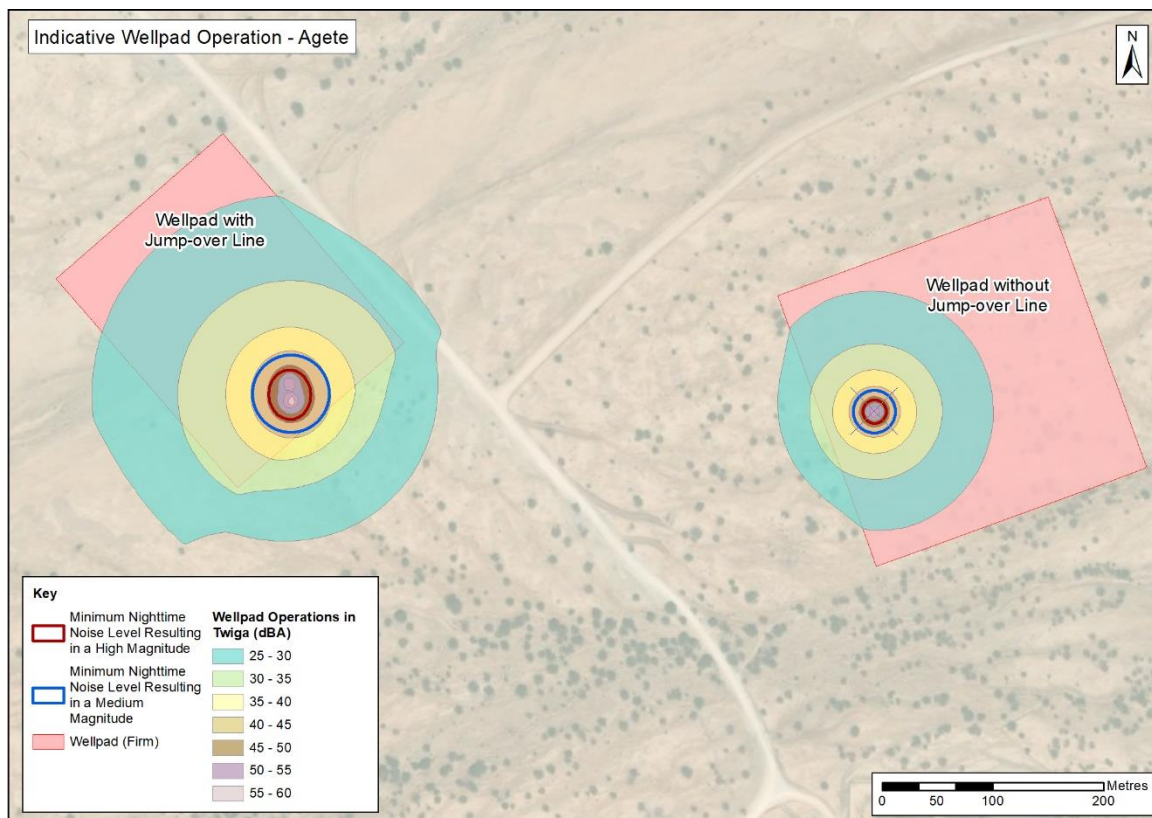 Indicative Wellpad Operation - Agete
N
Wellpad with
Jump-over Line
Wellpad without
Jump-over Line
Key
Minimum Nighttime
Noise Level Resulting
in a High Magnitude
Minimum Nighttime
Noise Level Resulting
in a Medium
Magnitude
Wellpad (Firm)
Wellpad Operations in
Twiga (dBA)
25 - 30
30 - 35
35 - 40
40 - 45
45 - 50
50 - 55
55 - 60
Metres
0 50 100 200